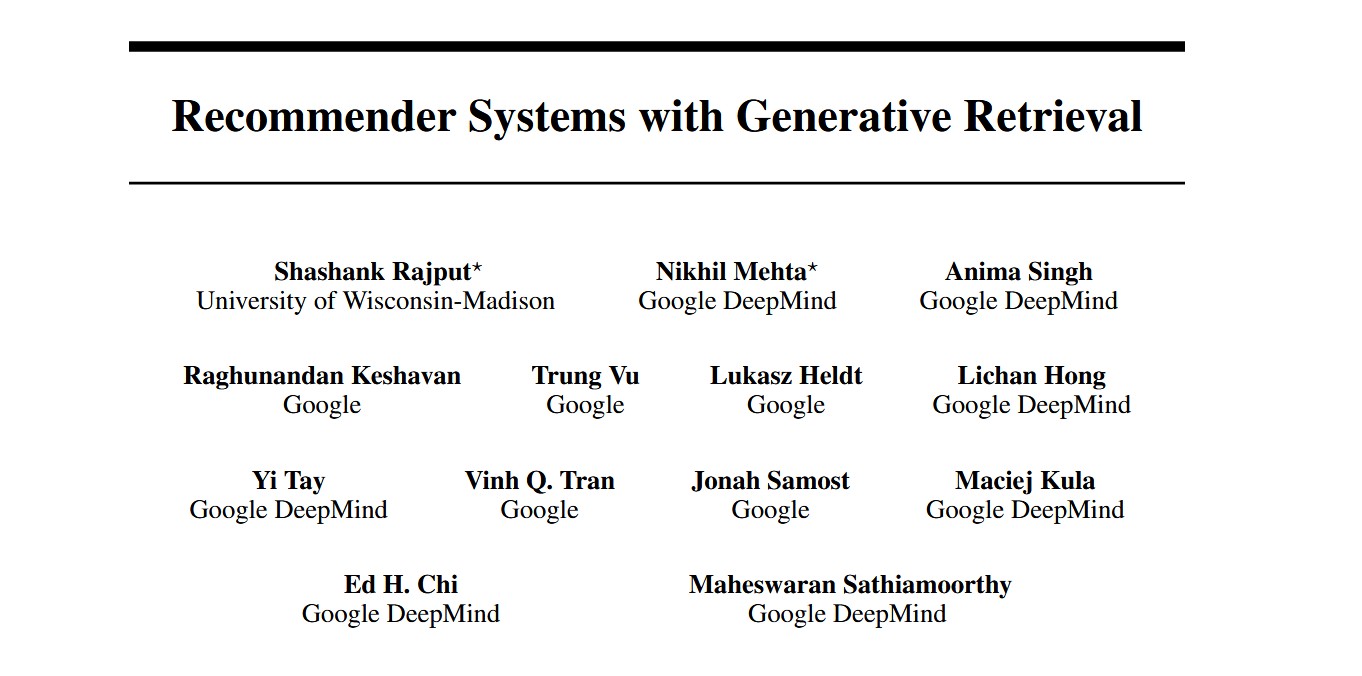 Recommender Systems with Generative Retrieval
Shashank Rajput⋆ Nikhil Mehta⋆ Anima Singh
University of Wisconsin-Madison Google DeepMind Google DeepMind
Raghunandan Keshavan Trung Vu Lukasz Heldt Lichan Hong
Google Google Google Google DeepMind
Yi Tay Vinh Q. Tran Jonah Samost Maciej Kula
Google DeepMind Google Google Google DeepMind
Ed H. Chi Maheswaran Sathiamoorthy
Google DeepMind Google DeepMind